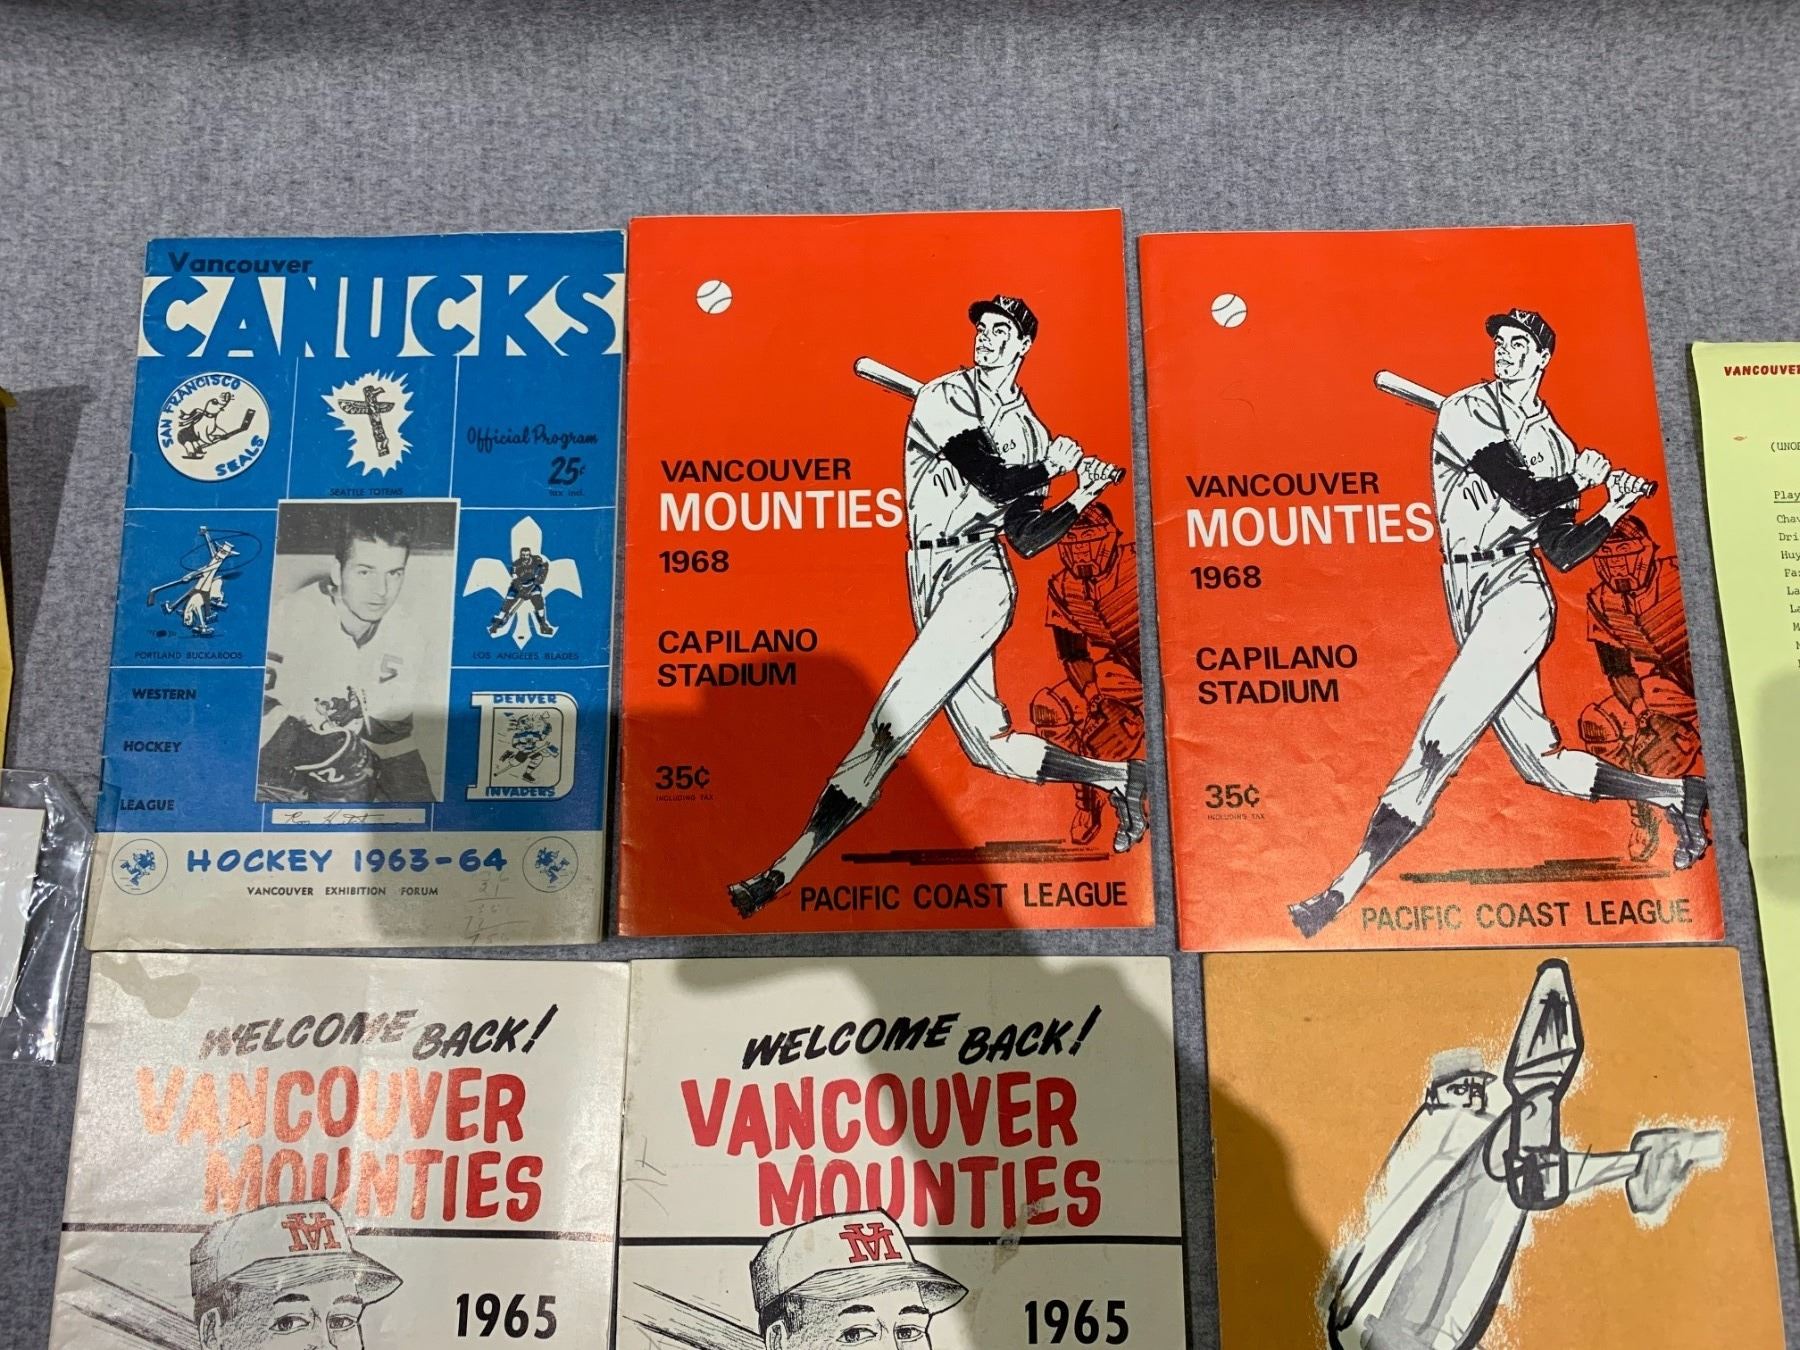 Vancouver
CANUCKS
SAN FRANCISCO
SEALS
SEATTLE TOTEMS
Official Program
25¢
tax incl.
PORTLAND BUCKAROOS
LOS ANGELES BLADES
WESTERN
HOCKEY
LEAGUE
5
DENVER
INVADERS
HOCKEY 1963-64
VANCOUVER EXHIBITION FORUM
VANCOUVER
MOUNTIES
1968
CAPILANO
STADIUM
35¢
INCLUDING TAX
PACIFIC COAST LEAGUE
VANCOUVER
MOUNTIES
1968
CAPILANO
STADIUM
35¢
INCLUDING TAX
PACIFIC COAST LEAGUE
VANCOUVER
WELCOME BACK!
VANCOUVER
MOUNTIES
1965
WELCOME BACK!
VANCOUVER
MOUNTIES
1965